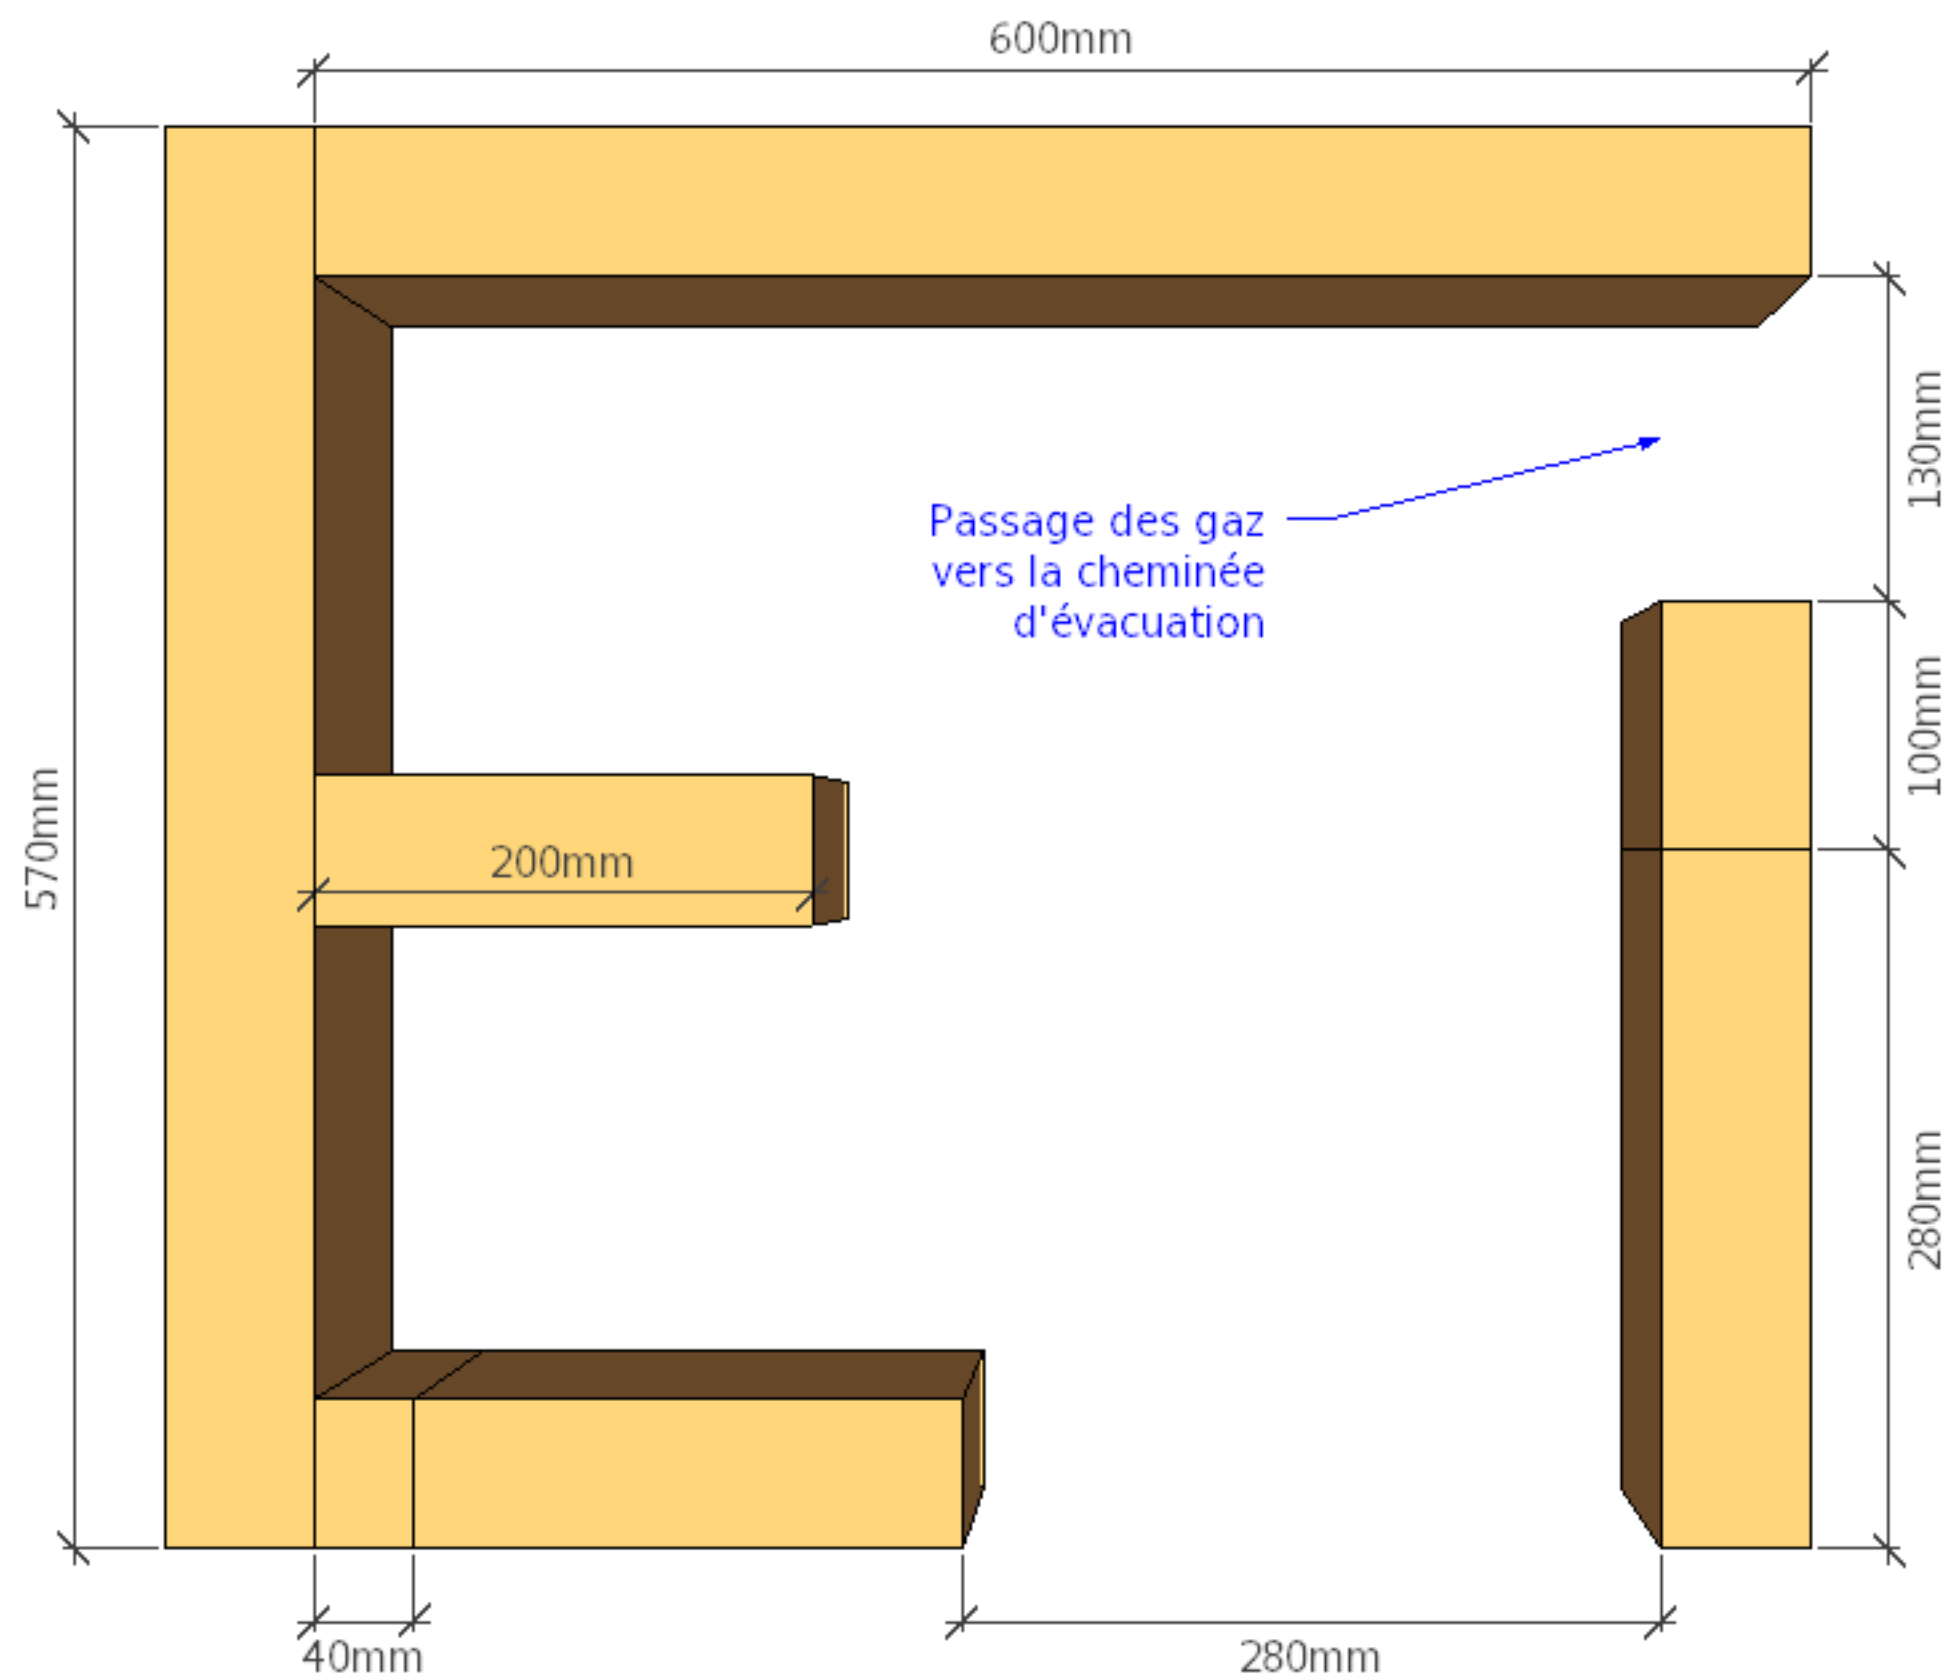 600mm
130mm
Passage des gaz
vers la cheminée
d'évacuation
100mm
570mm
200mm
280mm
40mm
280mm